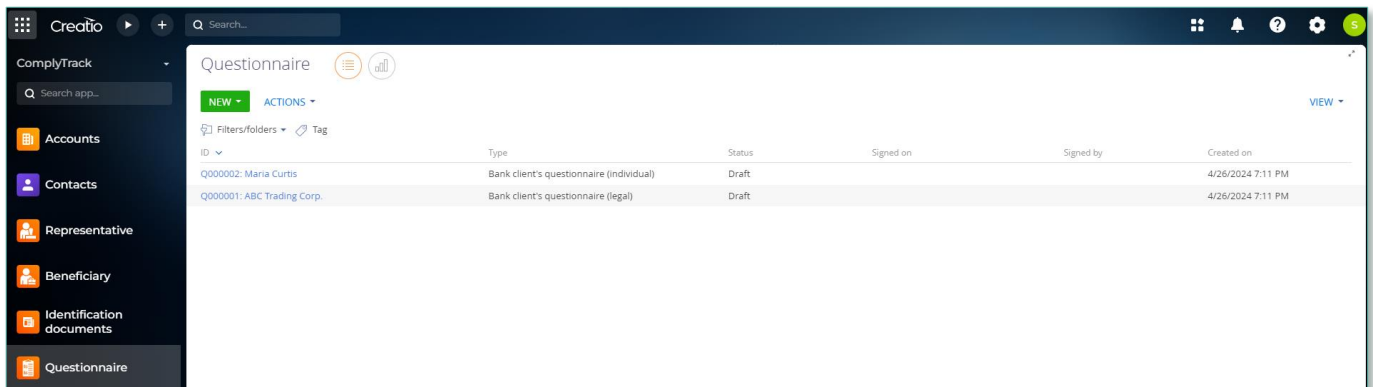 Creatio
Search...
S
ComplyTrack
Search app...
Accounts
Contacts
Representative
Beneficiary
Identification
documents
Questionnaire
Questionnaire
NEW ACTIONS VIEW
Filters/folders Tag
ID Type Status Signed on Signed by Created on
Q000002: Maria Curtis Bank client's questionnaire (individual) Draft 4/26/2024 7:11 PM
Q000001: ABC Trading Corp. Bank client's questionnaire (legal) Draft 4/26/2024 7:11 PM